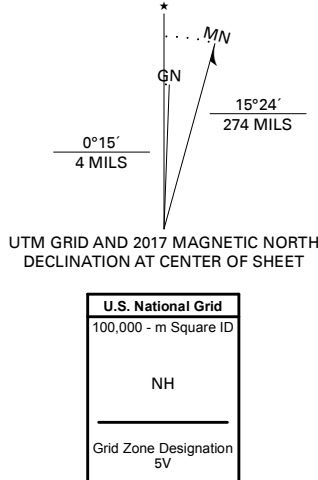 ★
MN
GN
15°24´
274 MILS
0°15´
4 MILS
UTM GRID AND 2017 MAGNETIC NORTH
DECLINATION AT CENTER OF SHEET
U.S. National Grid
100,000 - m Square ID
NH
Grid Zone Designation
5V